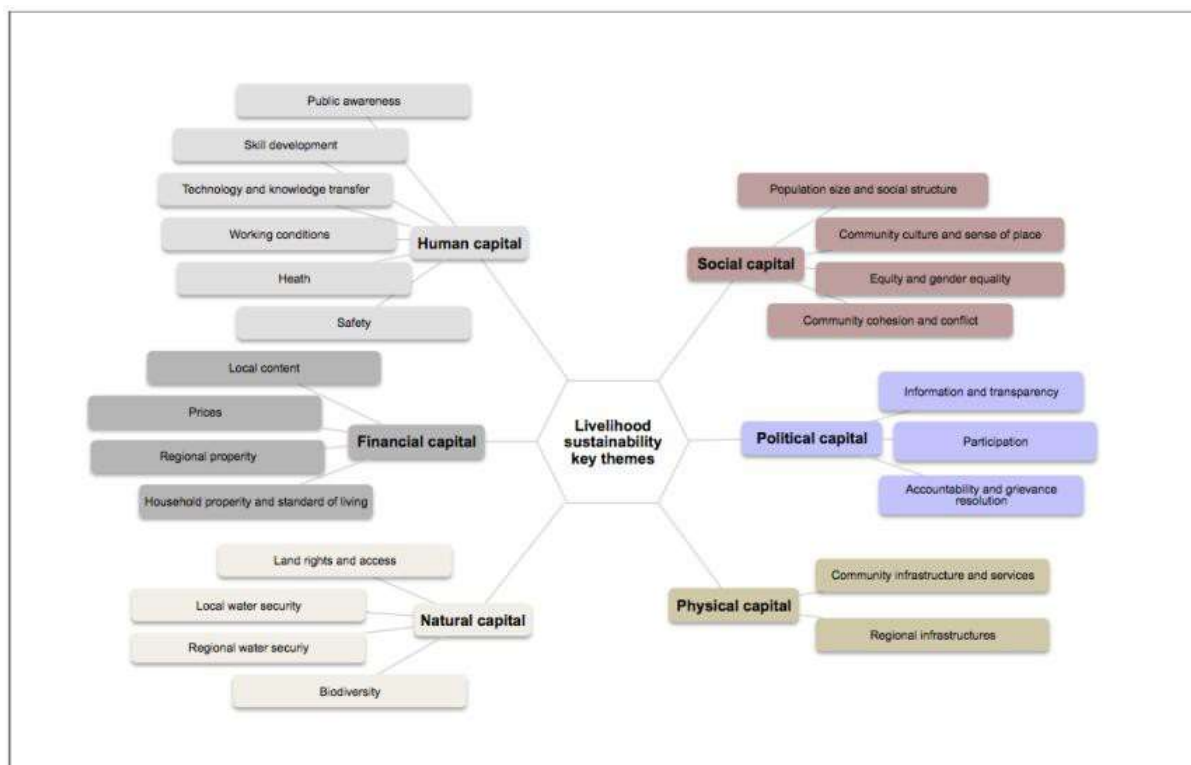 Public awareness
Skill development
Technology and knowledge transfer
Working conditions
Heath
Safety
Human capital
Local content
Prices
Regional properity
Household properity and standard of living
Financial capital
Land rights and access
Local water security
Regional water securiy
Biodiversity
Natural capital
Livelihood
sustainability
key themes
Population size and social structure
Community culture and sense of place
Equity and gender equality
Community cohesion and conflict
Social capital
Information and transparency
Participation
Accountability and grievance
resolution
Political capital
Community infrastructure and services
Regional infrastructures
Physical capital